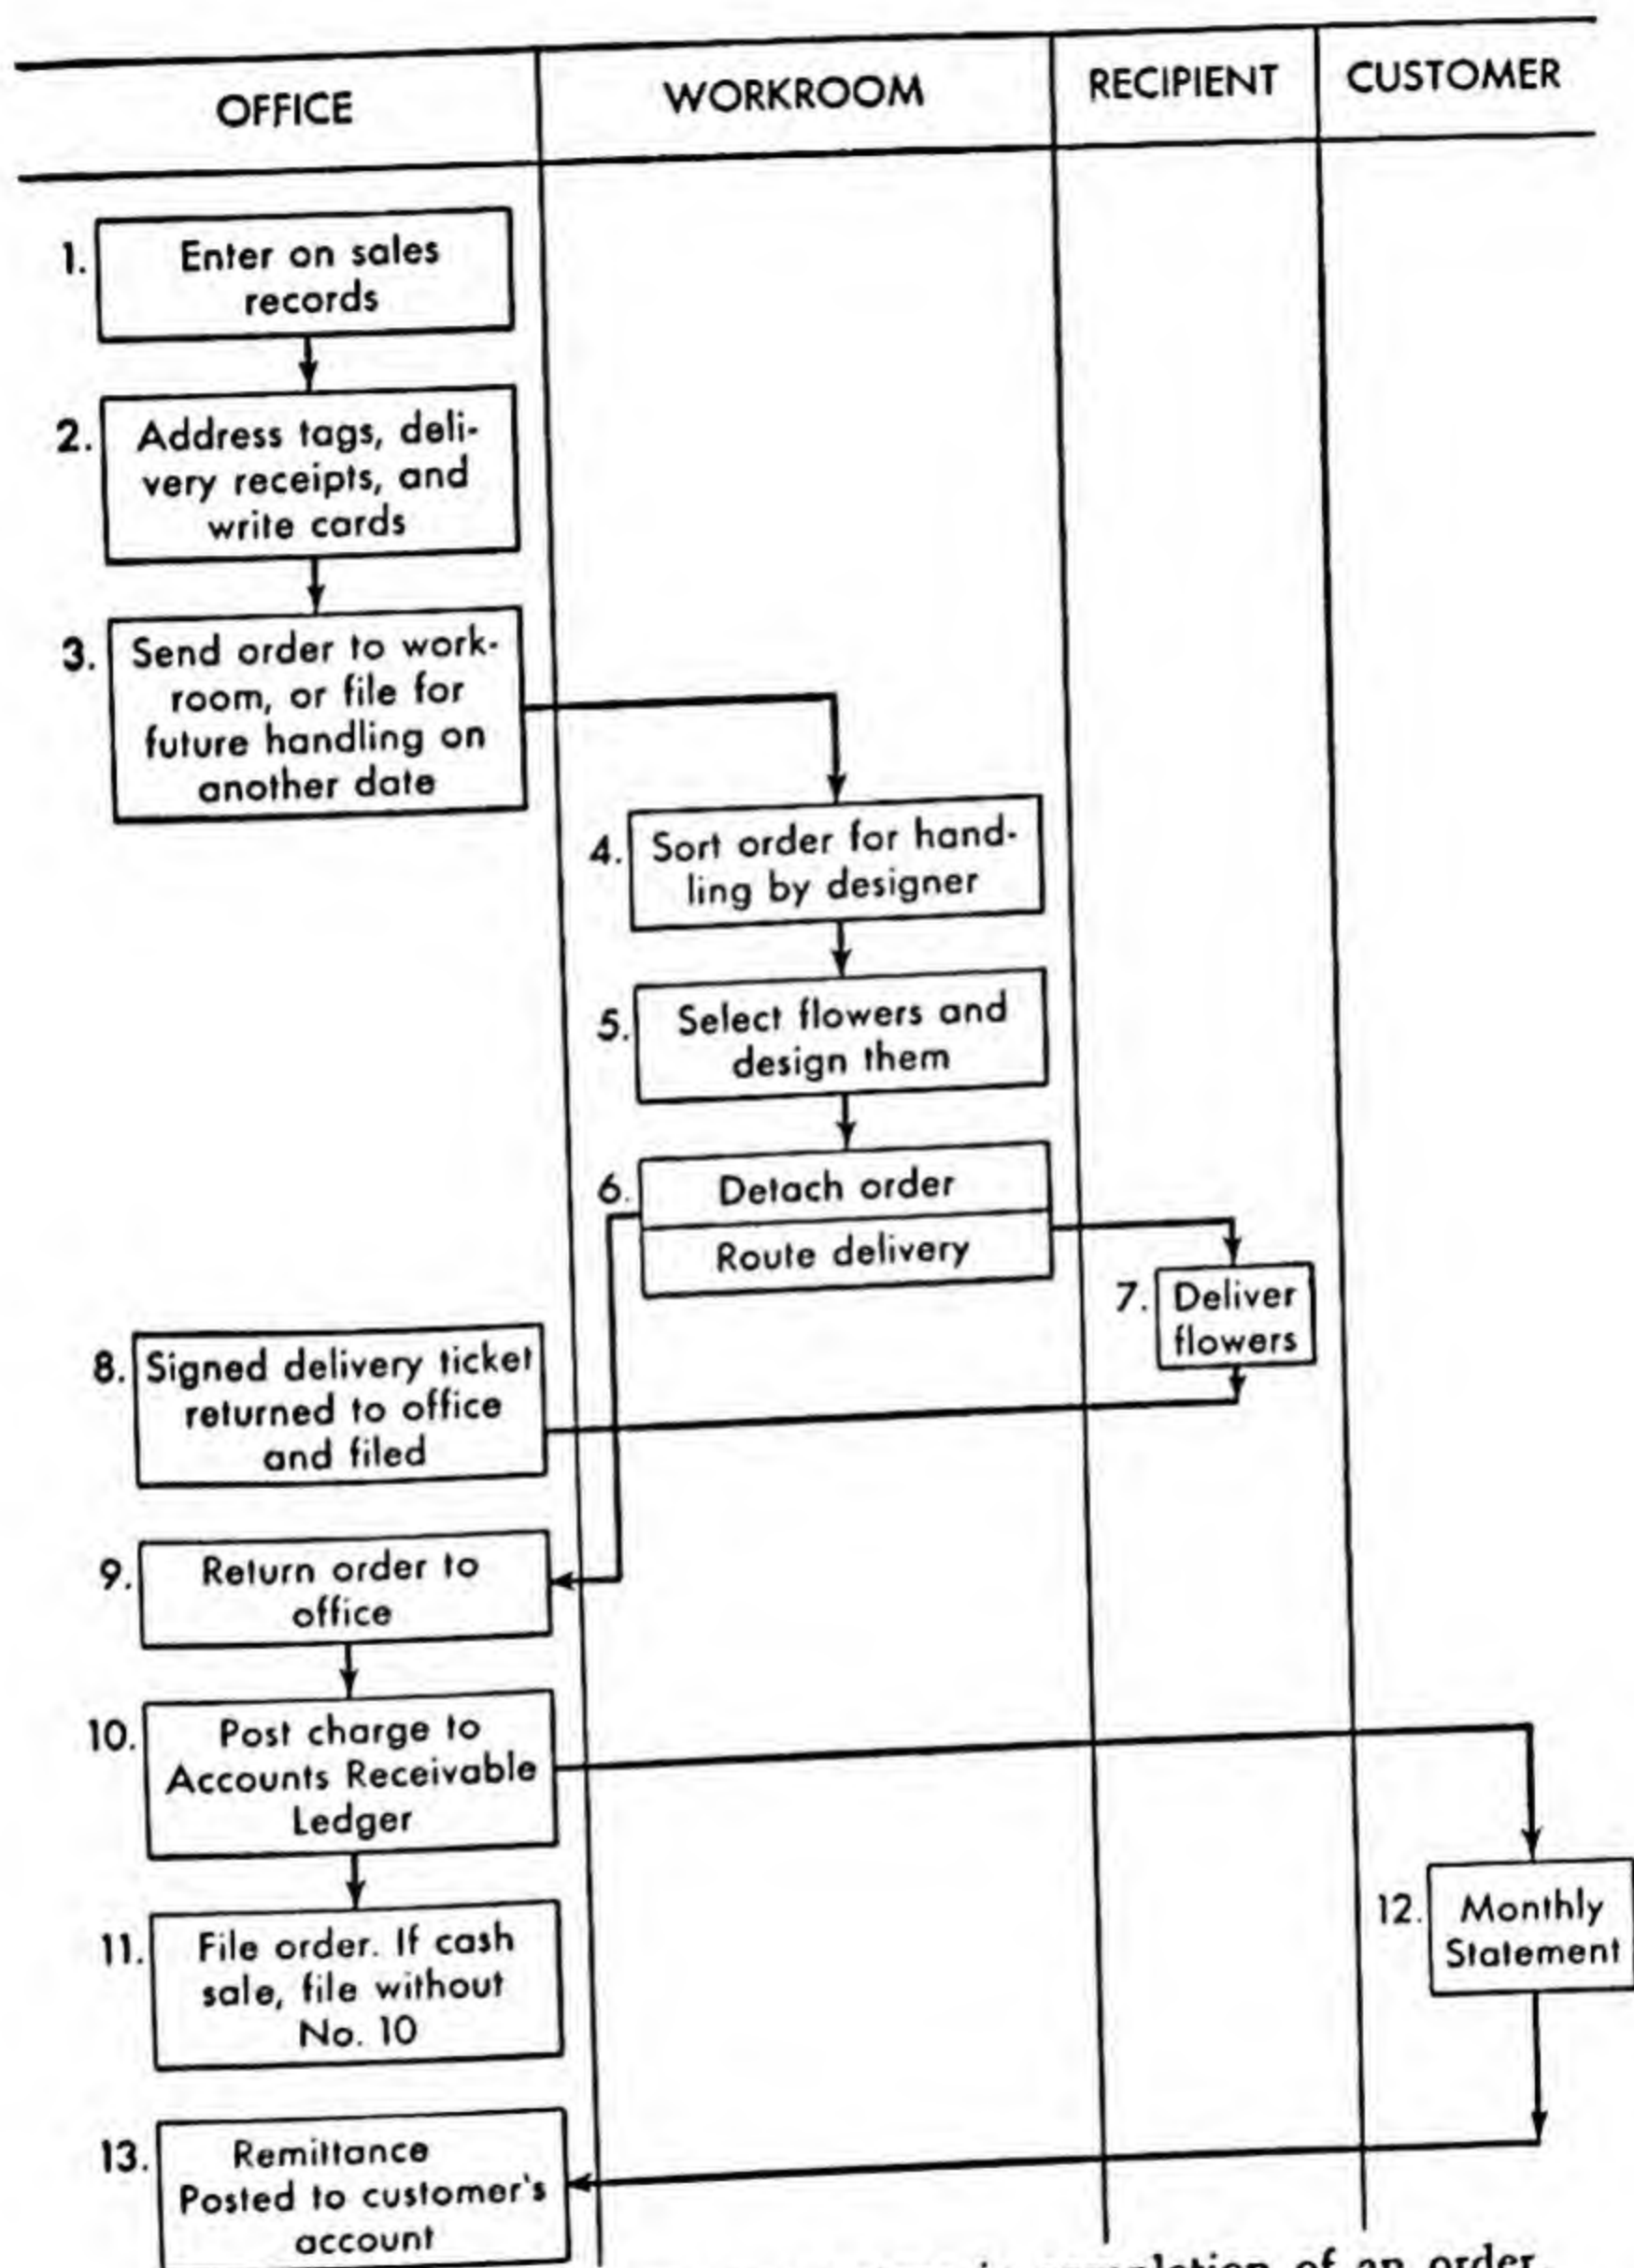 OFFICE WORKROOM RECIPIENT CUSTOMER
1. Enter on sales
records
2. Address tags, deli-
very receipts, and
write cards
3. Send order to work-
room, or file for
future handling on
another date
4. Sort order for hand-
ling by designer
5. Select flowers and
design them
6. Detach order
Route delivery
7. Deliver
flowers
8. Signed delivery ticket
returned to office
and filed
9. Return order to
office
10. Post charge to
Accounts Receivable
Ledger
11. File order. If cash
sale, file without
No. 10
12. Monthly
Statement
13. Remittance
Posted to customer's
account
completion of an order